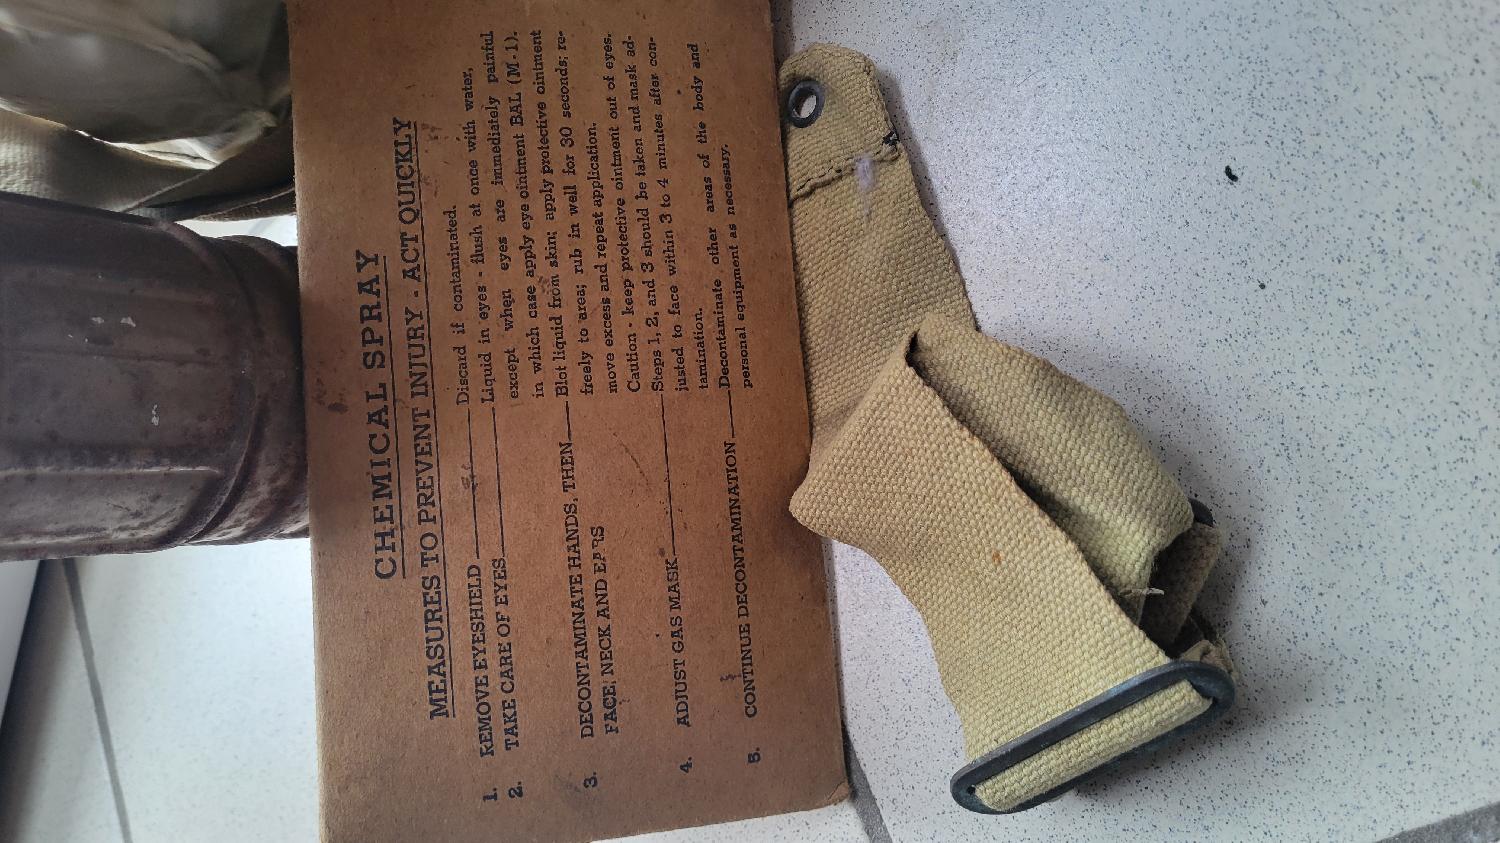 CHEMICAL SPRAY
MEASURES TO PREVENT INJURY - ACT QUICKLY
1. REMOVE EYESHIELD Discard if contaminated.
2. TAKE CARE OF EYES Liquid in eyes - flush at once with water,
except when eyes are immediately painful
in which case apply eye ointment BAL (M-1).
3. DECONTAMINATE HANDS, THEN Blot liquid from skin; apply protective ointment
FACE, NECK AND EARS freely to area; rub in well for 30 seconds; re-
move excess and repeat application.
Caution - keep protective ointment out of eyes.
4. ADJUST GAS MASK Steps 1, 2, and 3 should be taken and mask ad-
justed to face within 3 to 4 minutes after con-
tamination.
5. CONTINUE DECONTAMINATION Decontaminate other areas of the body and
personal equipment as necessary.